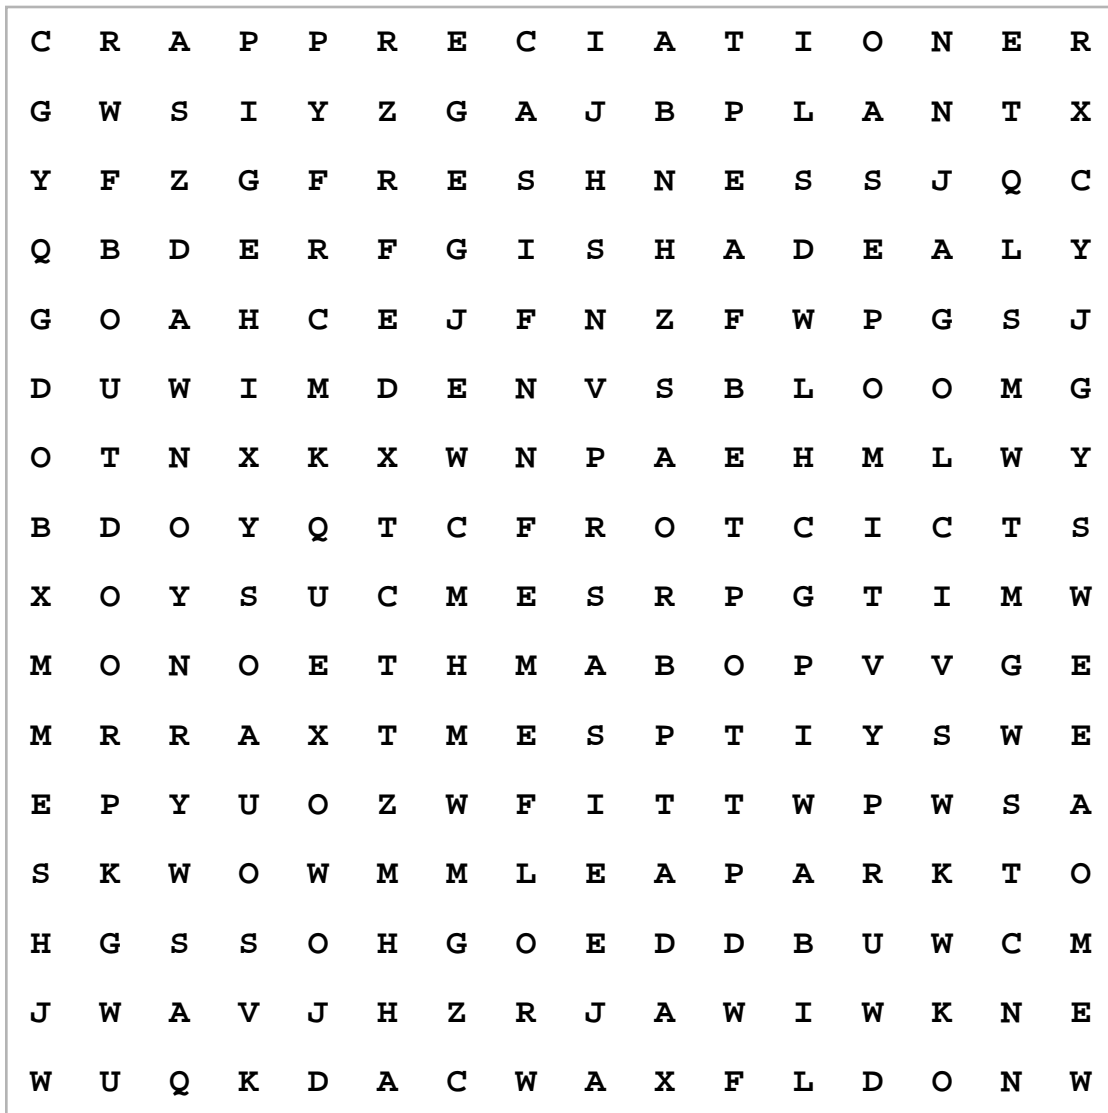 C R A P P R E C I A T I O N E R
G W S I Y Z G A J B P L A N T X
Y F Z G F R E S H N E S S J Q C
Q B D E R F G I S H A D E A L Y
G O A H C E J F N Z F W P G S J
D U W I M D E N V S B L O O M G
O T N X K X W N P A E H M L W Y
B D O Y Q T C F R O T C I C T S
X O Y S U C M E S R P G T I M W
M O N O E T H M A B O P V V G E
M R R A X T M E S P T I Y S W E
E P Y U O Z W F I T T W P W S A
S K W O W M M L E A P A R K T O
H G S S O H G O E D D B U W C M
J W A V J H Z R J A W I W K N E
W U Q K D A C W A X F L D O N W